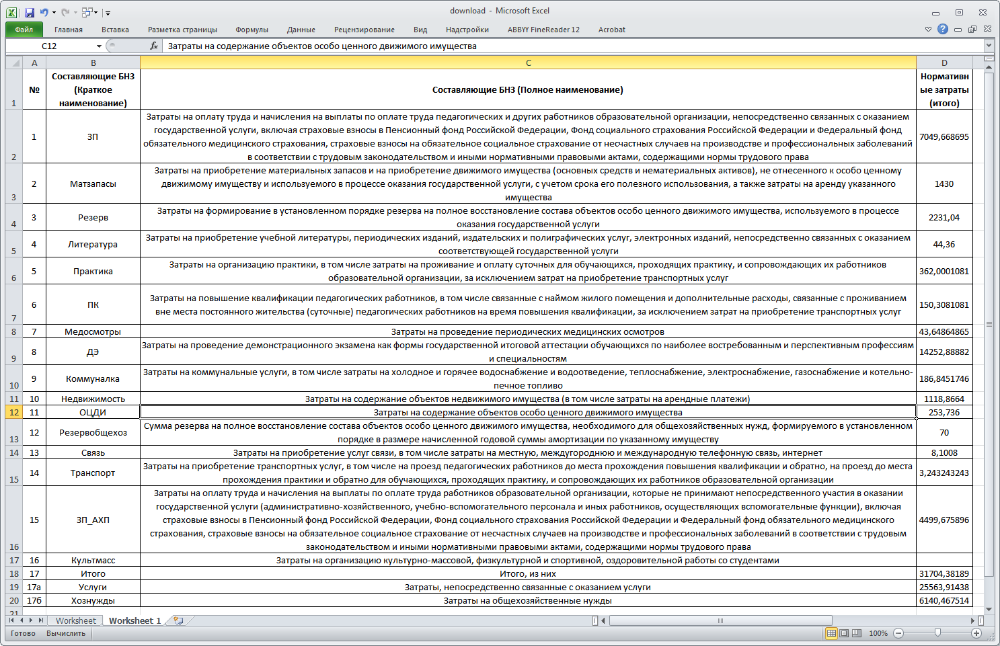 download - Microsoft Excel
Файл Главная Вставка Разметка страницы Формулы Данные Рецензирование Вид Надстройки ABBYY FineReader 12 Acrobat
C12 fx Затраты на содержание объектов особо ценного движимого имущества
A B C D
1 № Составляющие БНЗ (Краткое наименование) Составляющие БНЗ (Полное наименование) Нормативные затраты (итого)
2 1 ЗП
Затраты на оплату труда и начисления на выплаты по оплате труда педагогических и других работников образовательной организации, непосредственно связанных с оказанием
государственной услуги, включая страховые взносы в Пенсионный фонд Российской Федерации, Фонд социального страхования Российской Федерации и Федеральный фонд
обязательного медицинского страхования, страховые взносы на обязательное социальное страхование от несчастных случаев на производстве и профессиональных заболеваний
в соответствии с трудовым законодательством и иными нормативными правовыми актами, содержащими нормы трудового права
7049,668695
3 2 Матзапасы
Затраты на приобретение материальных запасов и на приобретение движимого имущества (основных средств и нематериальных активов), не отнесенного к особо ценному
движимому имуществу и используемого в процессе оказания государственной услуги, с учетом срока его полезного использования, а также затраты на аренду указанного
имущества
1430
4 3 Резерв
Затраты на формирование в установленном порядке резерва на полное восстановление состава объектов особо ценного движимого имущества, используемого в процессе
оказания государственной услуги
2231,04
5 4 Литература
Затраты на приобретение учебной литературы, периодических изданий, издательских и полиграфических услуг, электронных изданий, непосредственно связанных с оказанием
соответствующей государственной услуги
44,36
6 5 Практика
Затраты на организацию практики, в том числе затраты на проживание и оплату суточных для обучающихся, проходящих практику, и сопровождающих их работников
образовательной организации, за исключением затрат на приобретение транспортных услуг
362,0001081
7 6 ПК
Затраты на повышение квалификации педагогических работников, в том числе связанные с наймом жилого помещения и дополнительные расходы, связанные с проживанием
вне места постоянного жительства (суточные) педагогических работников на время повышения квалификации, за исключением затрат на приобретение транспортных услуг
150,3081081
8 7 Медосмотры Затраты на проведение периодических медицинских осмотров 43,64864865
9 8 ДЭ
Затраты на проведение демонстрационного экзамена как формы государственной итоговой аттестации обучающихся по наиболее востребованным и перспективным профессиям
и специальностям
14252,88882
10 9 Коммуналка
Затраты на коммунальные услуги, в том числе затраты на холодное и горячее водоснабжение и водоотведение, теплоснабжение, электроснабжение, газоснабжение и котельно-
печное топливо
186,8451746
11 10 Недвижимость Затраты на содержание объектов недвижимого имущества (в том числе затраты на арендные платежи) 1118,8664
12 11 ОЦДИ Затраты на содержание объектов особо ценного движимого имущества 253,736
13 12 Резервобщехоз
Сумма резерва на полное восстановление состава объектов особо ценного движимого имущества, необходимого для общехозяйственных нужд, формируемого в установленном
порядке в размере начисленной годовой суммы амортизации по указанному имуществу
70
14 13 Связь Затраты на приобретение услуг связи, в том числе затраты на местную, междугороднюю и международную телефонную связь, интернет 8,1008
15 14 Транспорт
Затраты на приобретение транспортных услуг, в том числе на проезд педагогических работников до места прохождения повышения квалификации и обратно, на проезд до места
прохождения практики и обратно для обучающихся, проходящих практику, и сопровождающих их работников образовательной организации
3,243243243
16 15 ЗП_АХП
Затраты на оплату труда и начисления на выплаты по оплате труда работников образовательной организации, которые не принимают непосредственного участия в оказании
государственной услуги (административно-хозяйственного, учебно-вспомогательного персонала и иных работников, осуществляющих вспомогательные функции), включая
страховые взносы в Пенсионный фонд Российской Федерации, Фонд социального страхования Российской Федерации и Федеральный фонд обязательного медицинского
страхования, страховые взносы на обязательное социальное страхование от несчастных случаев на производстве и профессиональных заболеваний в соответствии с трудовым
законодательством и иными нормативными правовыми актами, содержащими нормы трудового права
4499,675896
17 16 Культмасс Затраты на организацию культурно-массовой, физкультурной и спортивной, оздоровительной работы со студентами
18 17 Итого Итого, из них 31704,38189
19 17а Услуги Затраты, непосредственно связанные с оказанием услуги 25563,91438
20 17б Хознужды Затраты на общехозяйственные нужды 6140,467514
21
Worksheet Worksheet 1
Готово Вычислить 100%